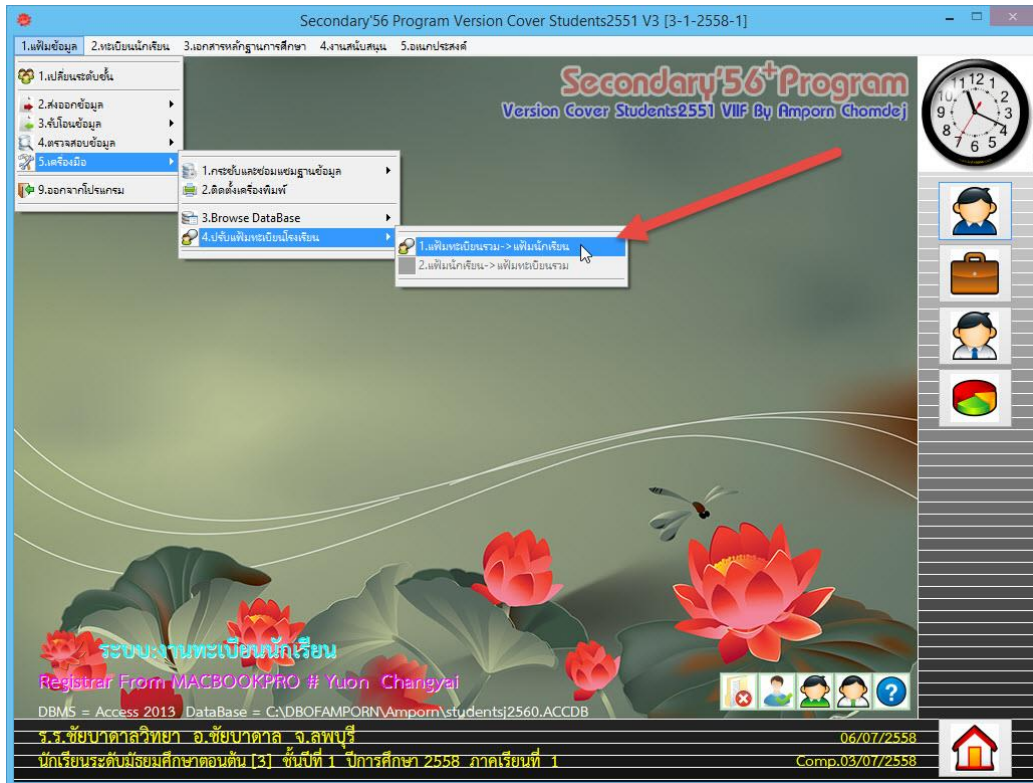 Secondary'56 Program Version Cover Students2551 V3 [3-1-2558-1]
1.แฟ้มข้อมูล 2.ทะเบียนนักเรียน 3.เอกสารหลักฐานการศึกษา 4.งานสนับสนุน 5.อเนกประสงค์
1.เปลี่ยนระดับชั้น
2.ส่งออกข้อมูล
3.รับโอนข้อมูล
4.ตรวจสอบข้อมูล
5.เครื่องมือ
9.ออกจากโปรแกรม
1.กระชับและซ่อมแซมฐานข้อมูล
2.ติดตั้งเครื่องพิมพ์
3.Browse DataBase
4.ปรับแฟ้มทะเบียนโรงเรียน
1.แฟ้มทะเบียนรวม->แฟ้มนักเรียน
2.แฟ้มนักเรียน->แฟ้มทะเบียนรวม
Secondary'56+Program
Version Cover Students2551 VIIF By Amporn Chomdej
10 11 12 1 2 3 4 5 6 7 8 9
ระบบ:งานทะเบียนนักเรียน
Registrar From MACBOOKPRO # Yuon Changyai
DBMS = Access 2013 DataBase = C:\DBOFAMPORN\Amporn\studentsj2560.ACCDB
ร.ร.ชัยบาดาลวิทยา อ.ชัยบาดาล จ.ลพบุรี
06/07/2558
นักเรียนระดับมัธยมศึกษาตอนต้น [3] ชั้นปีที่ 1 ปีการศึกษา 2558 ภาคเรียนที่ 1
Comp.03/07/2558